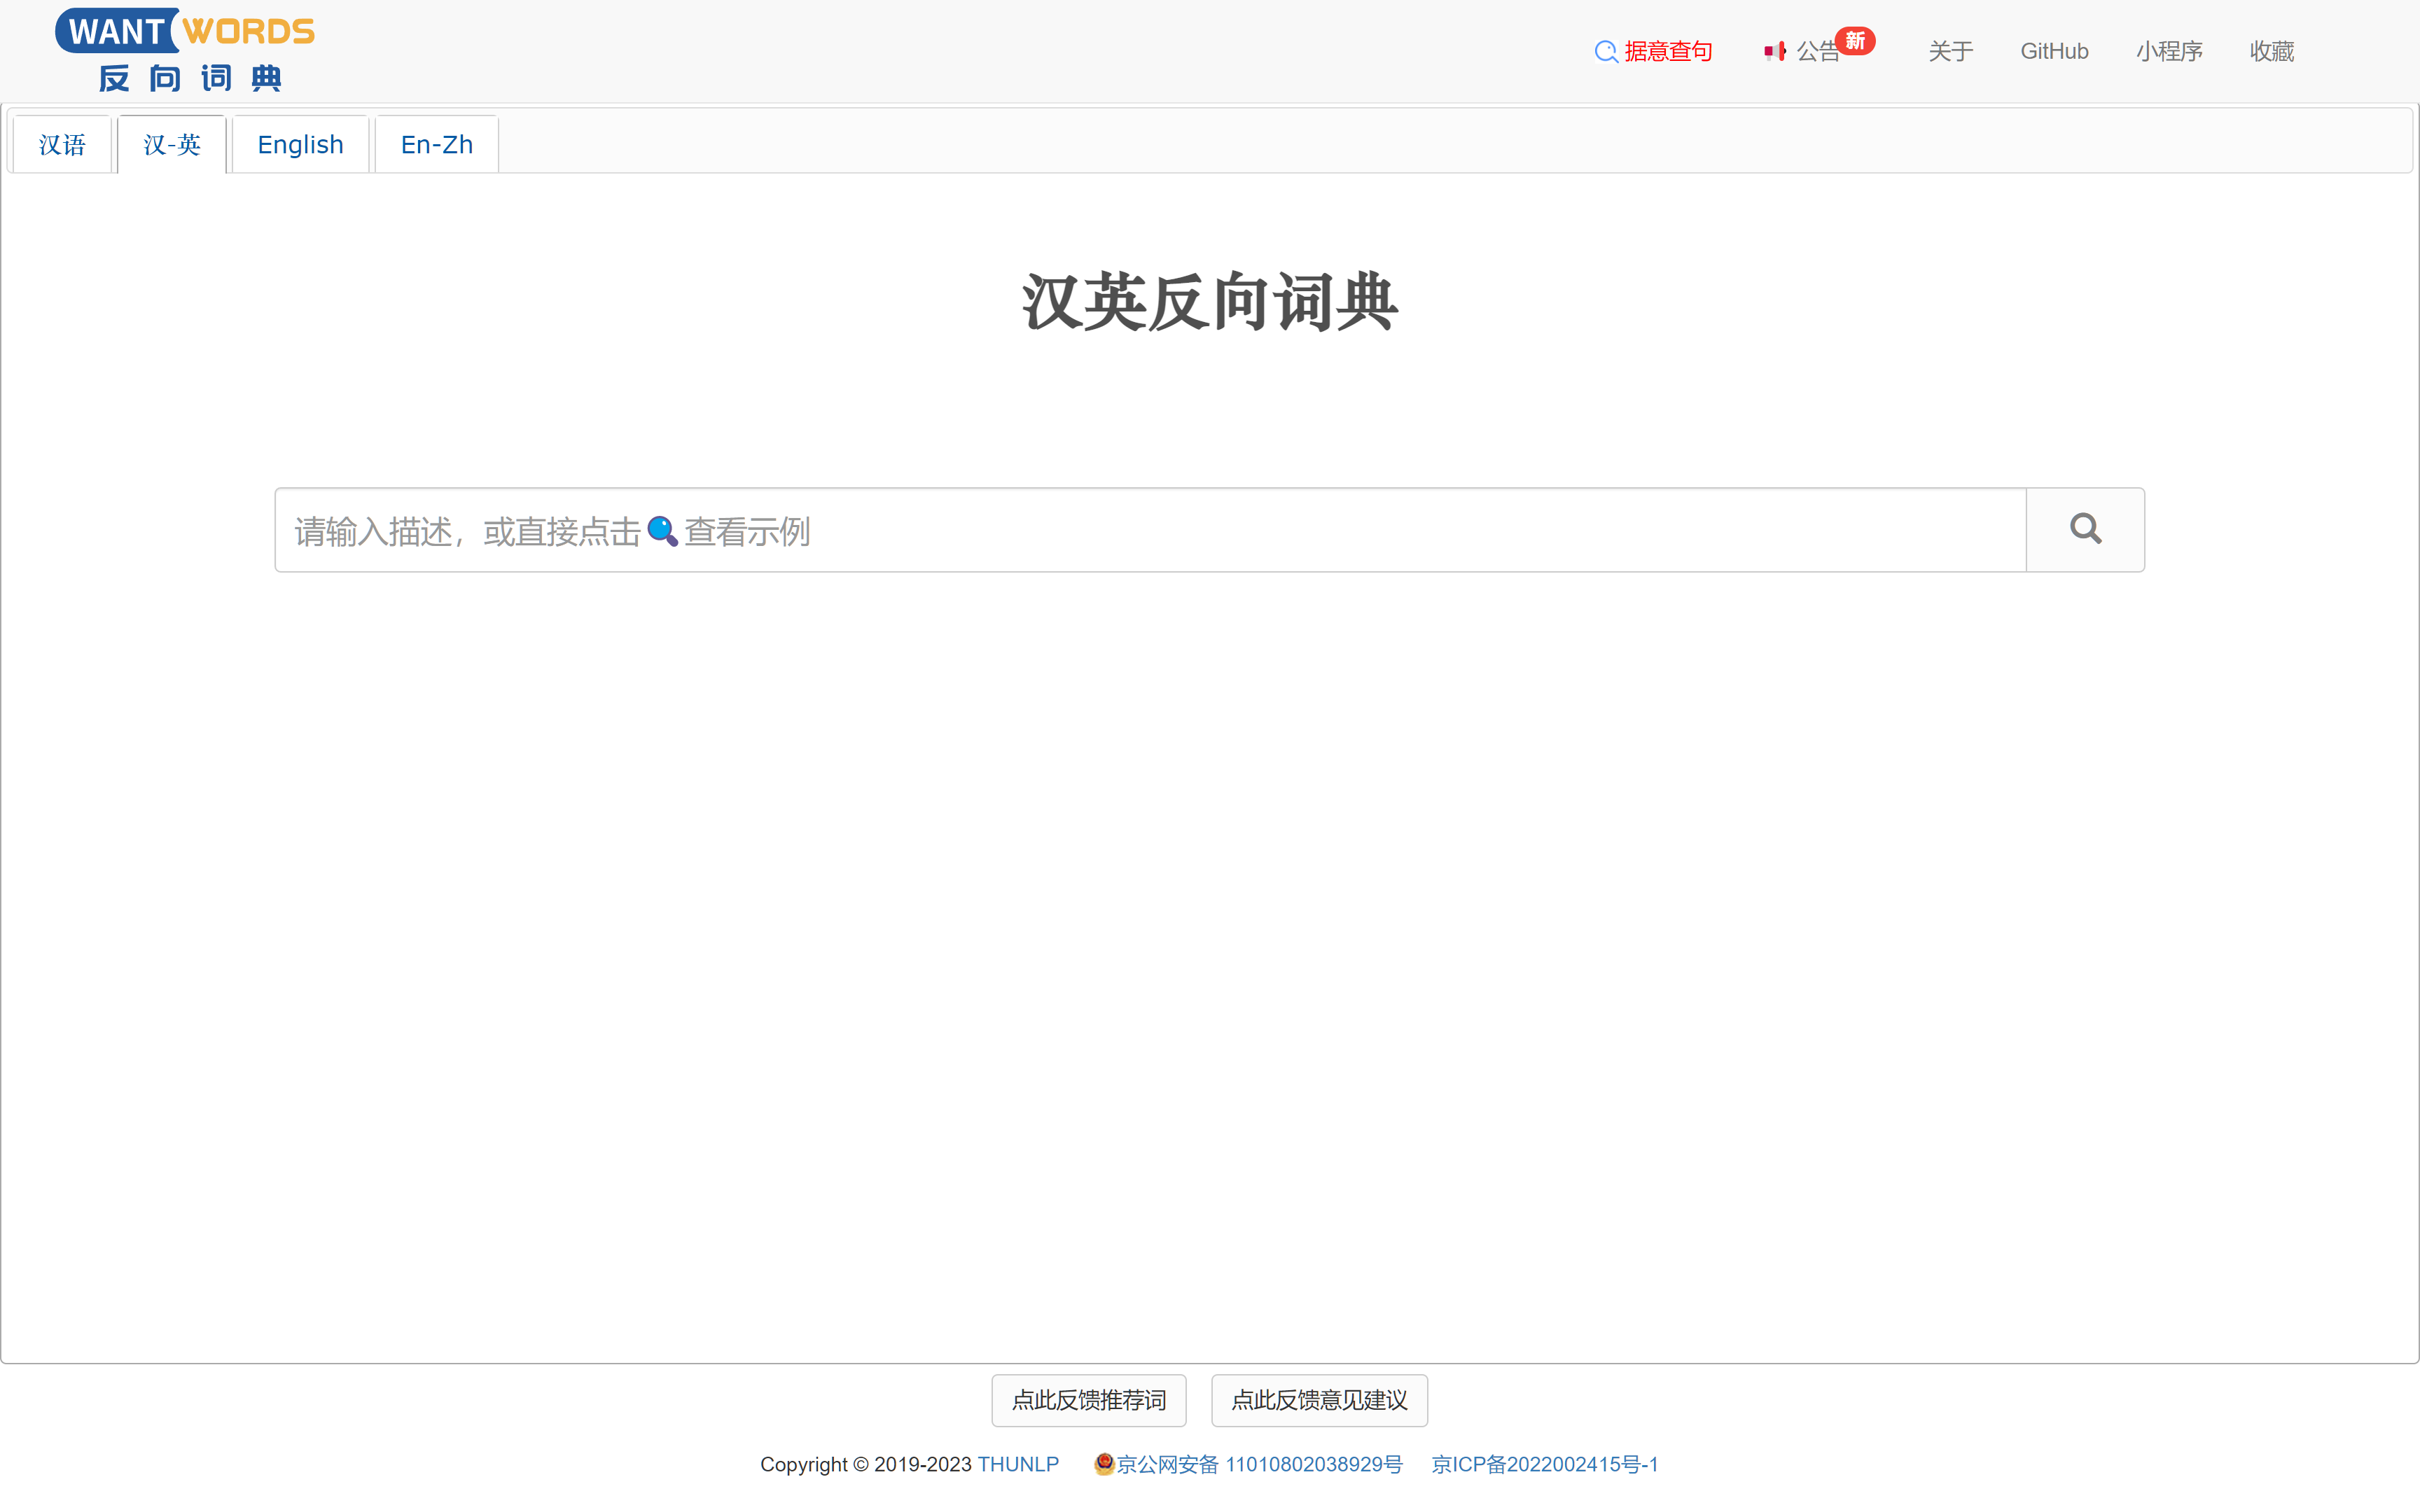 WANT WORDS
反向词典
据意查句 公告 新 关于 GitHub 小程序 收藏
汉语 汉-英 English En-Zh
汉英反向词典
请输入描述，或直接点击🔍查看示例
点此反馈推荐词 点此反馈意见建议
Copyright © 2019-2023 THUNLP 京公网安备 11010802038929号 京ICP备2022002415号-1